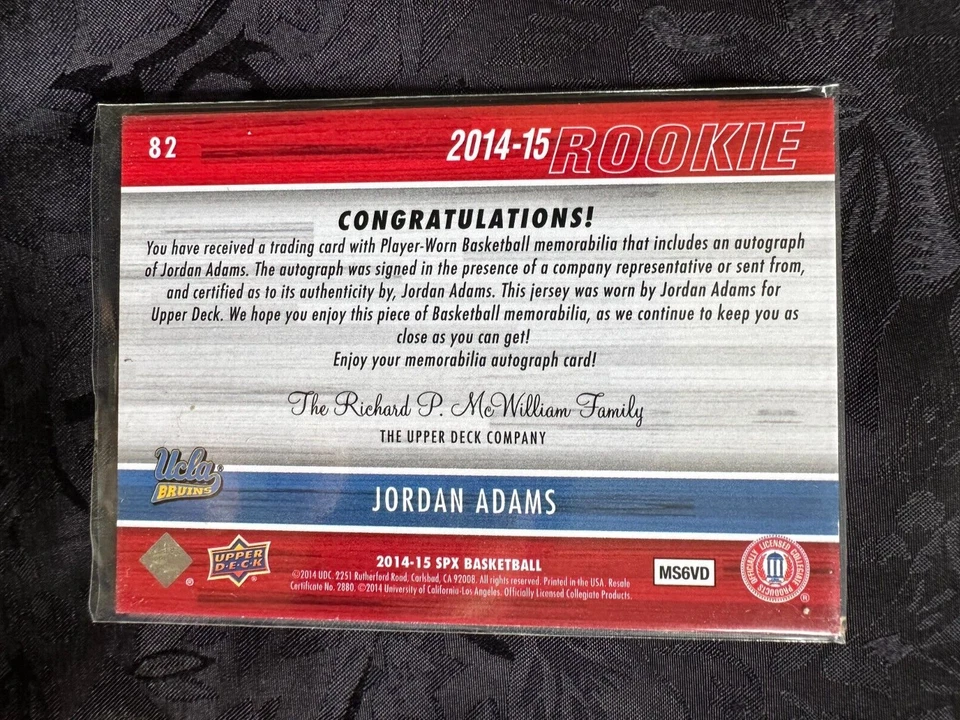 82
2014-15 ROOKIE
CONGRATULATIONS!
You have received a trading card with Player-Worn Basketball memorabilia that includes an autograph
of Jordan Adams. The autograph was signed in the presence of a company representative or sent from,
and certified as to its authenticity by, Jordan Adams. This jersey was worn by Jordan Adams for
Upper Deck. We hope you enjoy this piece of Basketball memorabilia, as we continue to keep you as
close as you can get!
Enjoy your memorabilia autograph card!
The Richard P. McWilliam Family
THE UPPER DECK COMPANY
Ucla ®
BRUINS
JORDAN ADAMS
UPPER
D·E·C·K ®
2014-15 SPX BASKETBALL
©2014 UDC. 2251 Rutherford Road, Carlsbad, CA 92008. All rights reserved. Printed in the USA. Resale
Certificate No. 2880. ©2014 University of California-Los Angeles. Officially Licensed Collegiate Products.
MS6VD
OFFICIALLY LICENSED COLLEGIATE PRODUCTS ®